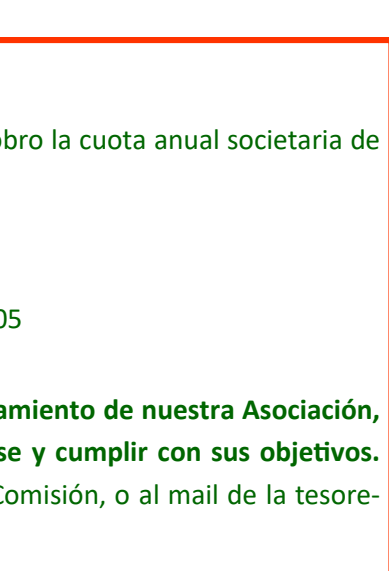 obro la cuota anual societaria de
05
amiento de nuestra Asociación,
se y cumplir con sus objetivos.
Comisión, o al mail de la tesore-